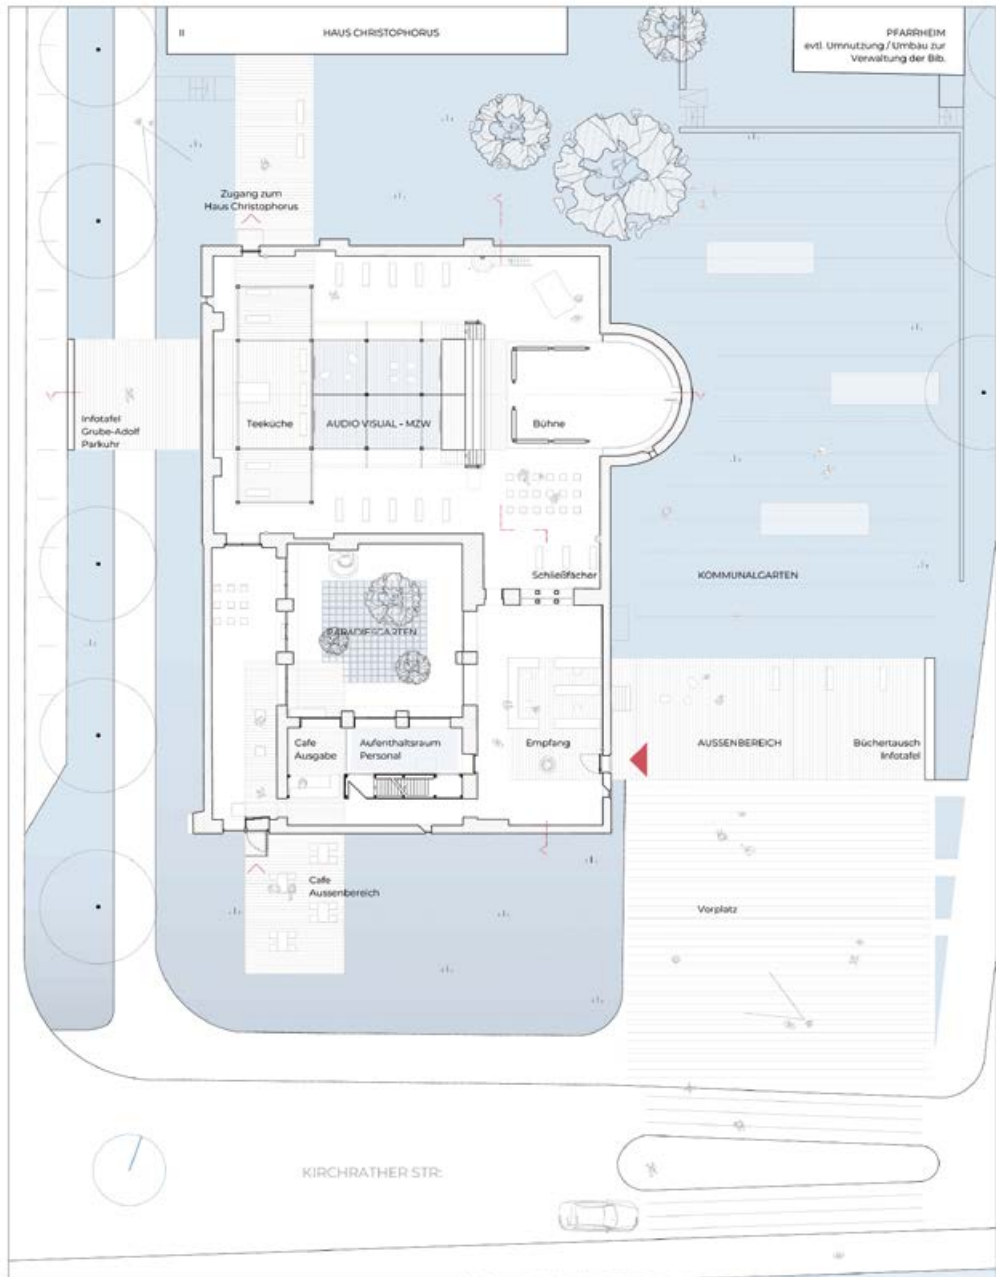 II
HAUS CHRISTOPHORUS
PFARRHEIM
evtl. Umnutzung / Umbau zur
Verwaltung der Bib.
Zugang zum
Haus Christophorus
Infotafel
Grube-Adolf
Parkuhr
Teeküche
AUDIO VISUAL - MZW
Bühne
Schließfächer
KOMMUNALGARTEN
PARADIESGARTEN
Cafe
Ausgabe
Aufenthaltsraum
Personal
Empfang
AUSSENBEREICH
Büchertausch
Infotafel
Cafe
Aussenbereich
Vorplatz
KIRCHRATHER STR: